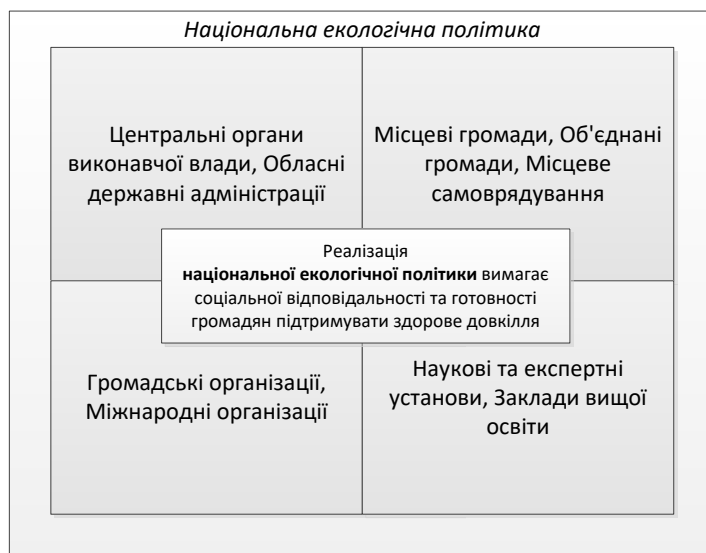 Національна екологічна політика
Центральні органи
виконавчої влади, Обласні
державні адміністрації
Місцеві громади, Об'єднані
громади, Місцеве
самоврядування
Реалізація
національної екологічної політики вимагає
соціальної відповідальності та готовності
громадян підтримувати здорове довкілля
Громадські організації,
Міжнародні організації
Наукові та експертні
установи, Заклади вищої
освіти